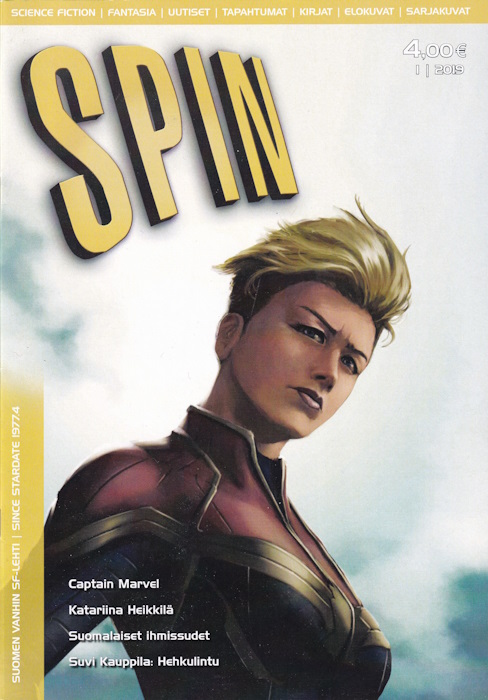 SCIENCE FICTION | FANTASIA | UUTISET | TAPAHTUMAT | KIRJAT | ELOKUVAT | SARJAKUVAT
4,00€
1 | 2019
SPIN
SUOMEN VANHIN SF-LEHTI | SINCE STARDATE 1977.4
Captain Marvel
Katariina Heikkilä
Suomalaiset ihmissudet
Suvi Kauppila: Hehkulintu